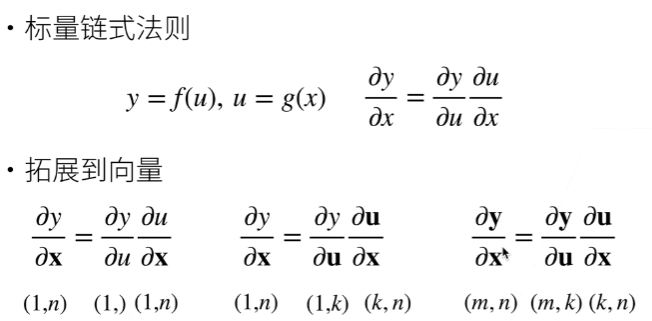 • 标量链式法则
y = f(u), u = g(x)   ∂y/∂x = ∂y/∂u ∂u/∂x
• 拓展到向量
∂y/∂𝐱 = ∂y/∂u ∂u/∂𝐱   ∂y/∂𝐱 = ∂y/∂𝐮 ∂𝐮/∂𝐱   ∂𝐲/∂𝐱 = ∂𝐲/∂𝐮 ∂𝐮/∂𝐱
(1,n) (1,) (1,n)   (1,n) (1,k) (k, n)   (m, n) (m, k) (k, n)